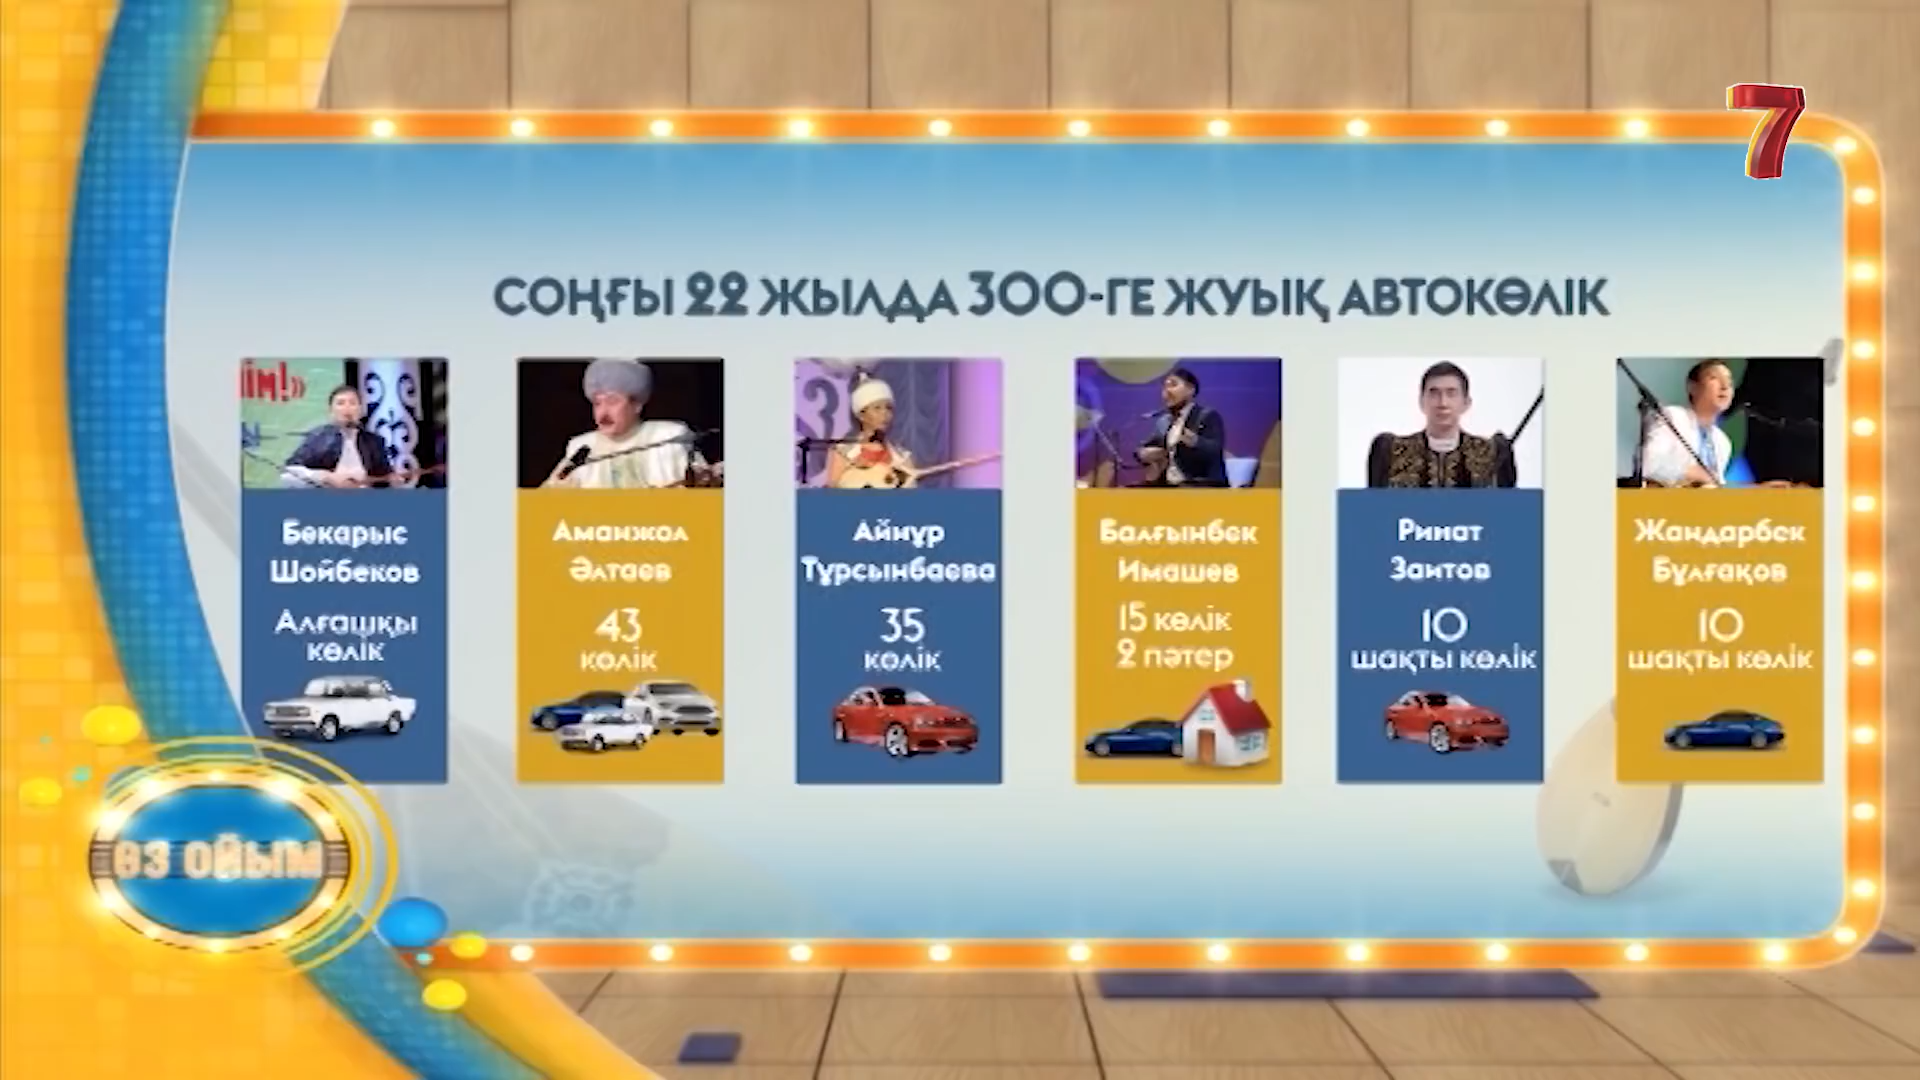 7
СОҢҒЫ 22 ЖЫЛДА 300-ГЕ ЖУЫҚ АВТОКӨЛІК
ім!»
Бекарыс
Шойбеков
Алғашқы
көлік
Аманжол
Әлтаев
43
көлік
Айнұр
Тұрсынбаева
35
көлік
Балғынбек
Имашев
15 көлік
2 пәтер
Ринат
Заитов
10
шақты көлік
Жандарбек
Бұлғақов
10
шақты көлік
ӨЗ ОЙЫМ